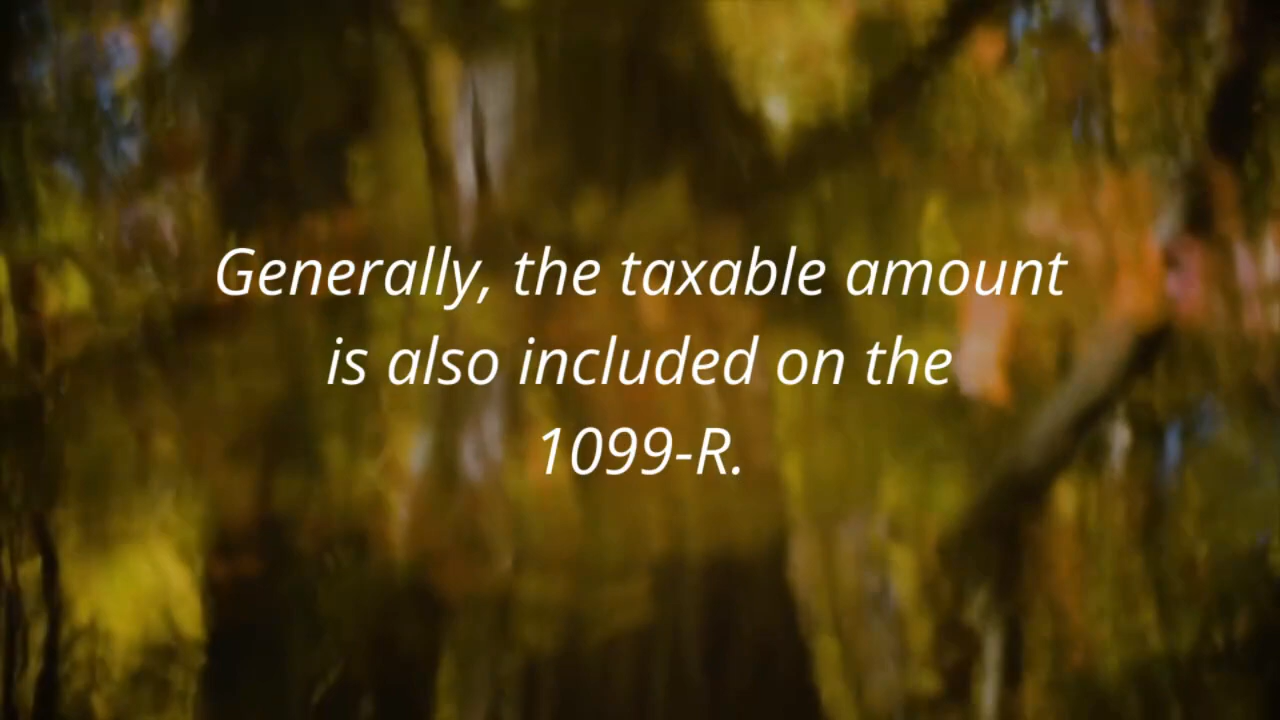 Generally, the taxable amount
is also included on the
1099-R.